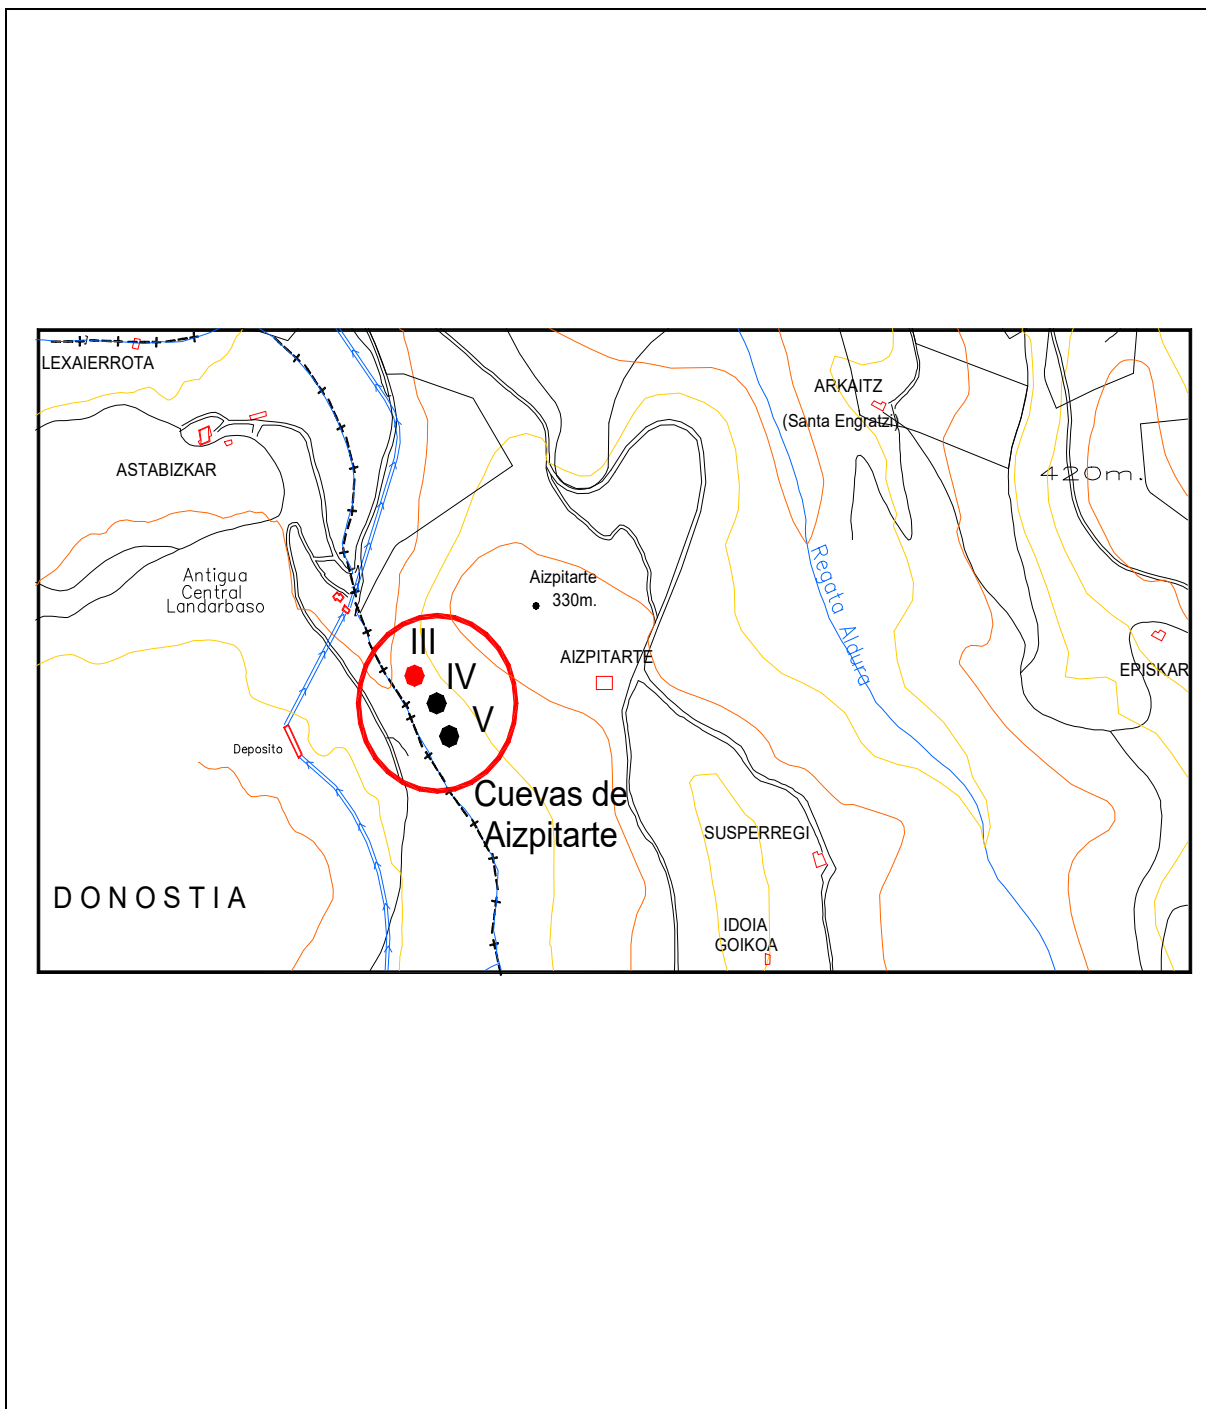 LEXAIERROTA
ARKAITZ
(Santa Engratzi)
ASTABIZKAR
420m.
Antigua
Central
Landarbaso
Aizpitarte
330m.
Regata Aldura
III
IV
V
AIZPITARTE
EPISKAR
Deposito
Cuevas de
Aizpitarte
SUSPERREGI
DONOSTIA
IDOIA
GOIKOA